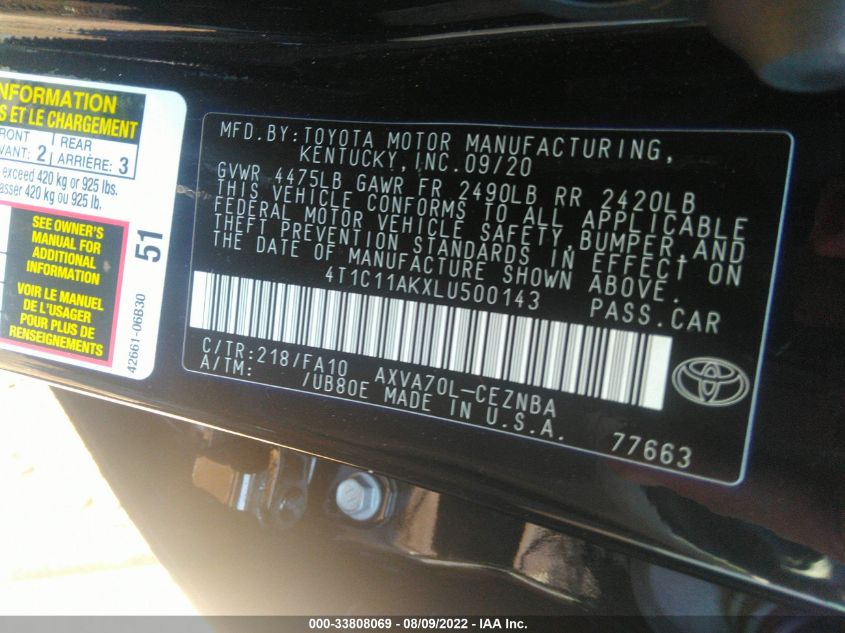 INFORMATION
S ET LE CHARGEMENT
FRONT
VANT: 2
REAR
ARRIÈRE: 3
exceed 420 kg or 925 lbs.
asser 420 kg ou 925 lb.
SEE OWNER'S
MANUAL FOR
ADDITIONAL
INFORMATION
VOIR LE MANUEL
DE L'USAGER
POUR PLUS DE
RENSEIGNEMENTS
51
42661-06B30
MFD.BY:TOYOTA MOTOR MANUFACTURING,
KENTUCKY,INC.09/20
GVWR 4475LB GAWR FR 2490LB RR 2420LB
THIS VEHICLE CONFORMS TO ALL APPLICABLE
FEDERAL MOTOR VEHICLE SAFETY,BUMPER,AND
THEFT PREVENTION STANDARDS IN EFFECT ON
THE DATE OF MANUFACTURE SHOWN ABOVE.
4T1C11AKXLU500143 PASS.CAR
C/TR:218/FA10 AXVA70L-CEZNBA
A/TM: /UB80E MADE IN U.S.A.
77663
TOYOTA
000-33808069 - 08/09/2022 - IAA Inc.